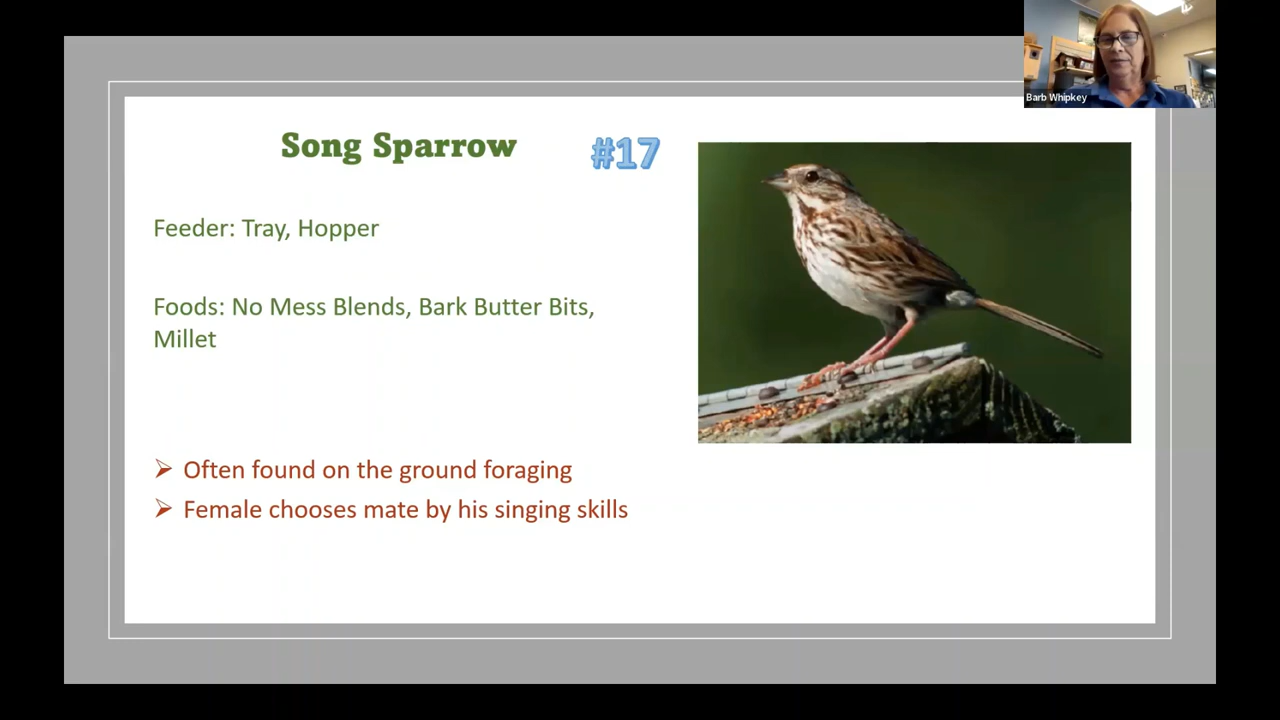 Barb Whipkey
Song Sparrow
#17
Feeder: Tray, Hopper
Foods: No Mess Blends, Bark Butter Bits,
Millet
Often found on the ground foraging
Female chooses mate by his singing skills